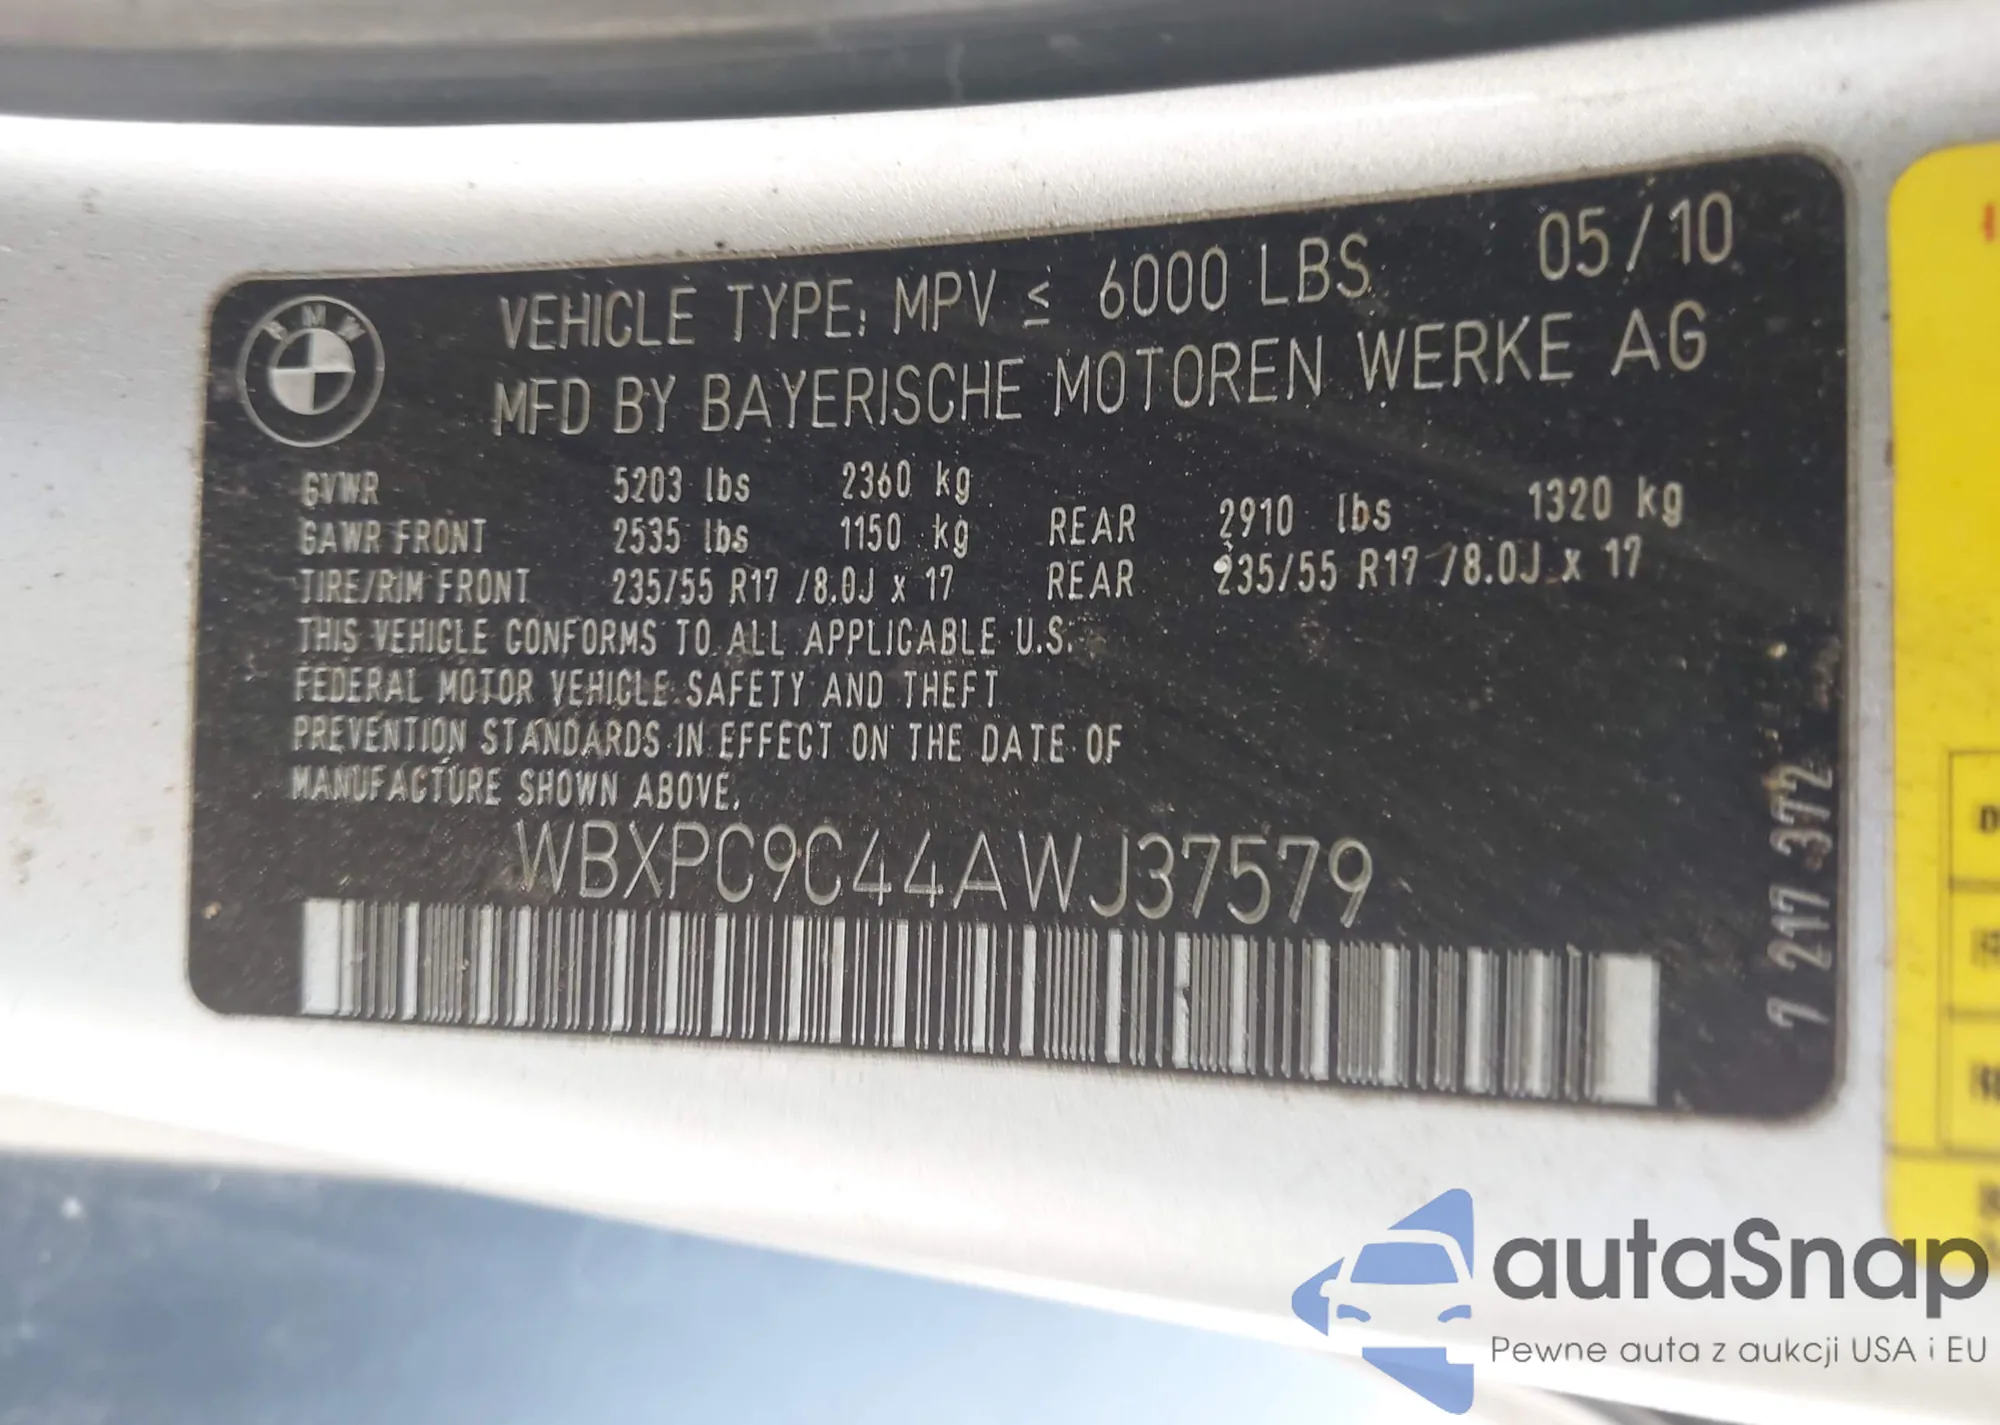 BMW
VEHICLE TYPE: MPV ≤ 6000 LBS 05/10
MFD BY BAYERISCHE MOTOREN WERKE AG
GVWR 5203 lbs 2360 kg
GAWR FRONT 2535 lbs 1150 kg REAR 2910 lbs 1320 kg
TIRE/RIM FRONT 235/55 R17 /8.0J x 17 REAR 235/55 R17 /8.0J x 17
THIS VEHICLE CONFORMS TO ALL APPLICABLE U.S.
FEDERAL MOTOR VEHICLE SAFETY AND THEFT
PREVENTION STANDARDS IN EFFECT ON THE DATE OF
MANUFACTURE SHOWN ABOVE.
WBXPC9C44AWJ37579
7 217 372
autaSnap
Pewne auta z aukcji USA i EU